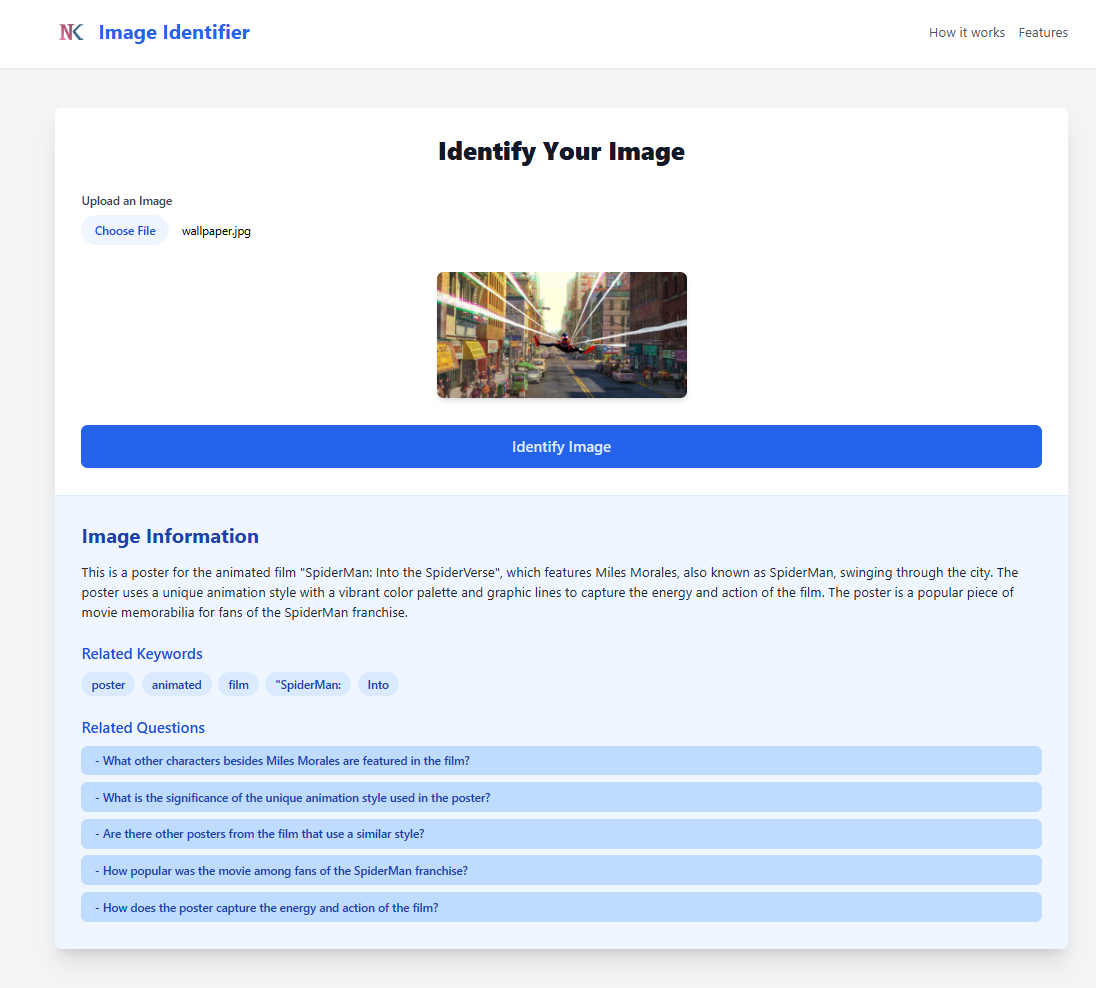 NK Image Identifier
How it works Features
Identify Your Image
Upload an Image
Choose File wallpaper.jpg
Identify Image
Image Information
This is a poster for the animated film "SpiderMan: Into the SpiderVerse", which features Miles Morales, also known as SpiderMan, swinging through the city. The
poster uses a unique animation style with a vibrant color palette and graphic lines to capture the energy and action of the film. The poster is a popular piece of
movie memorabilia for fans of the SpiderMan franchise.
Related Keywords
poster animated film "SpiderMan: Into
Related Questions
- What other characters besides Miles Morales are featured in the film?
- What is the significance of the unique animation style used in the poster?
- Are there other posters from the film that use a similar style?
- How popular was the movie among fans of the SpiderMan franchise?
- How does the poster capture the energy and action of the film?